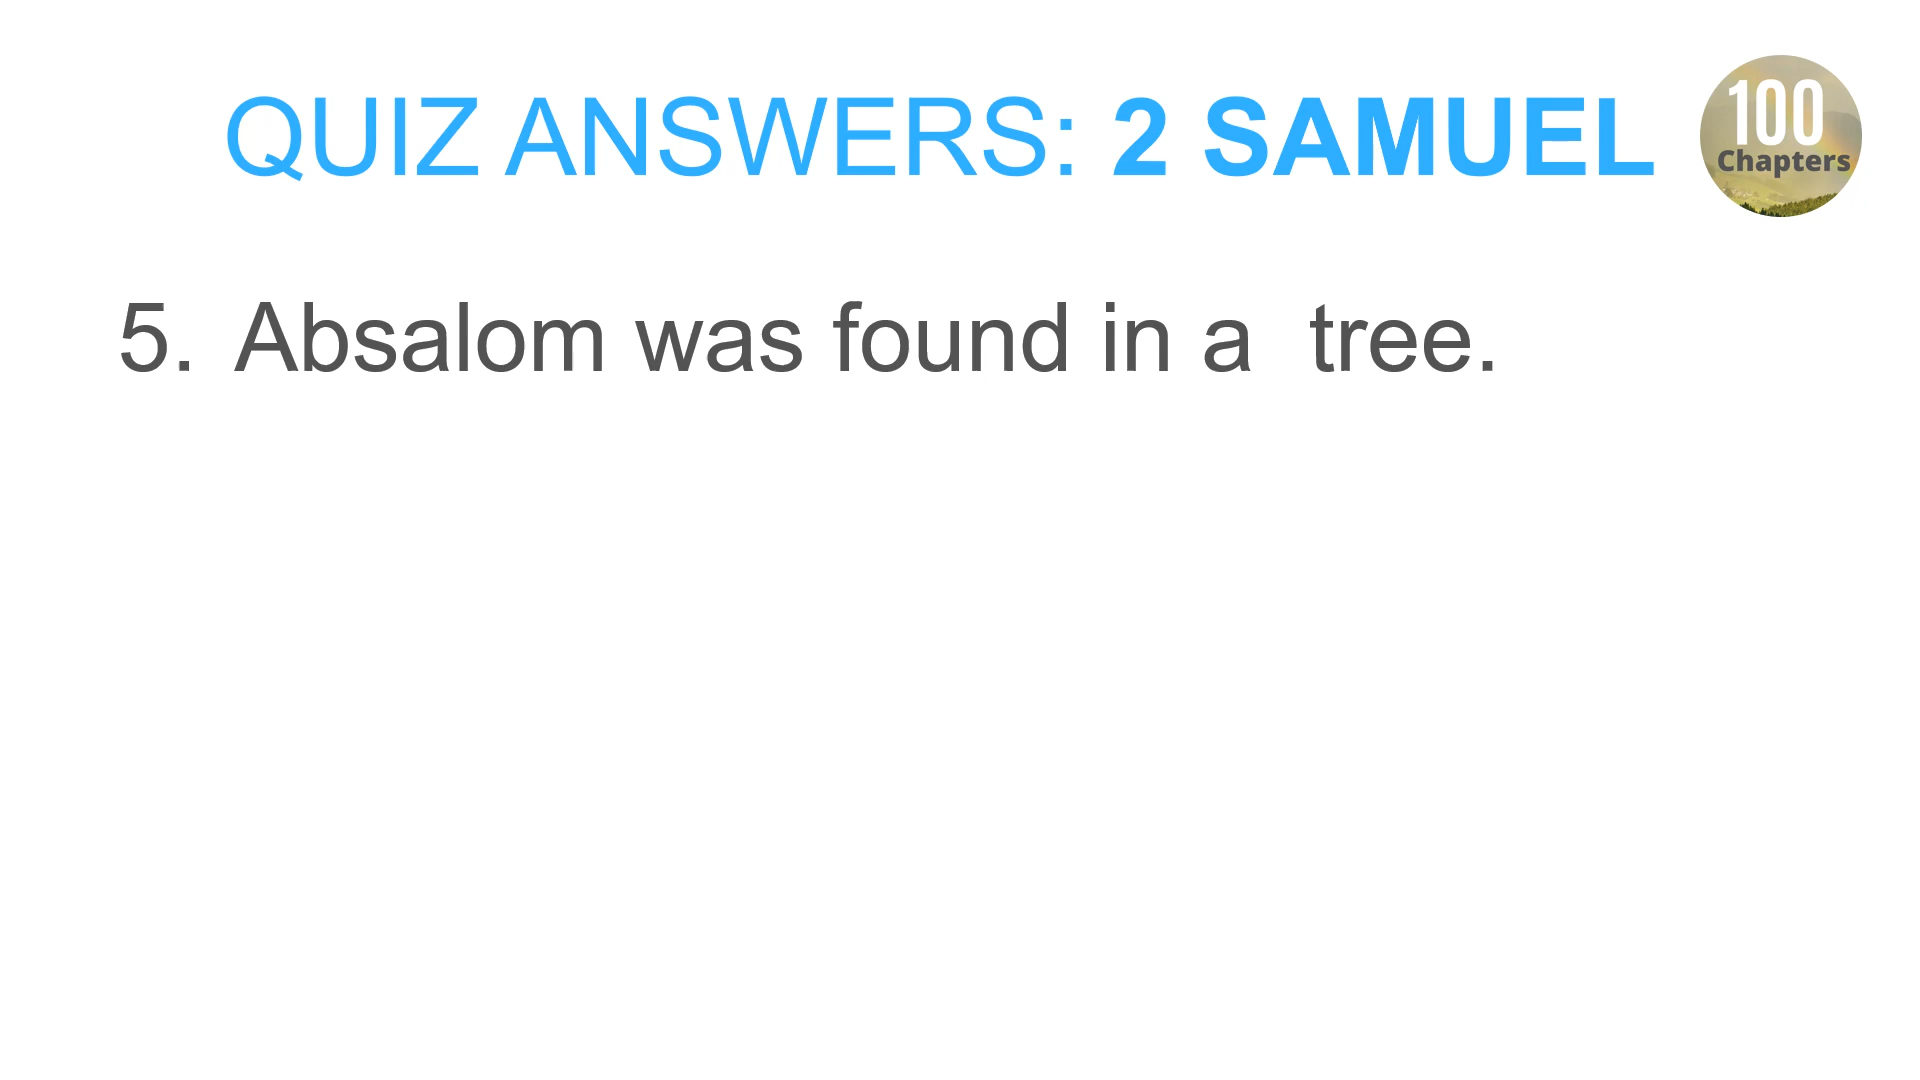 QUIZ ANSWERS: 2 SAMUEL
100
Chapters
5. Absalom was found in a  tree.